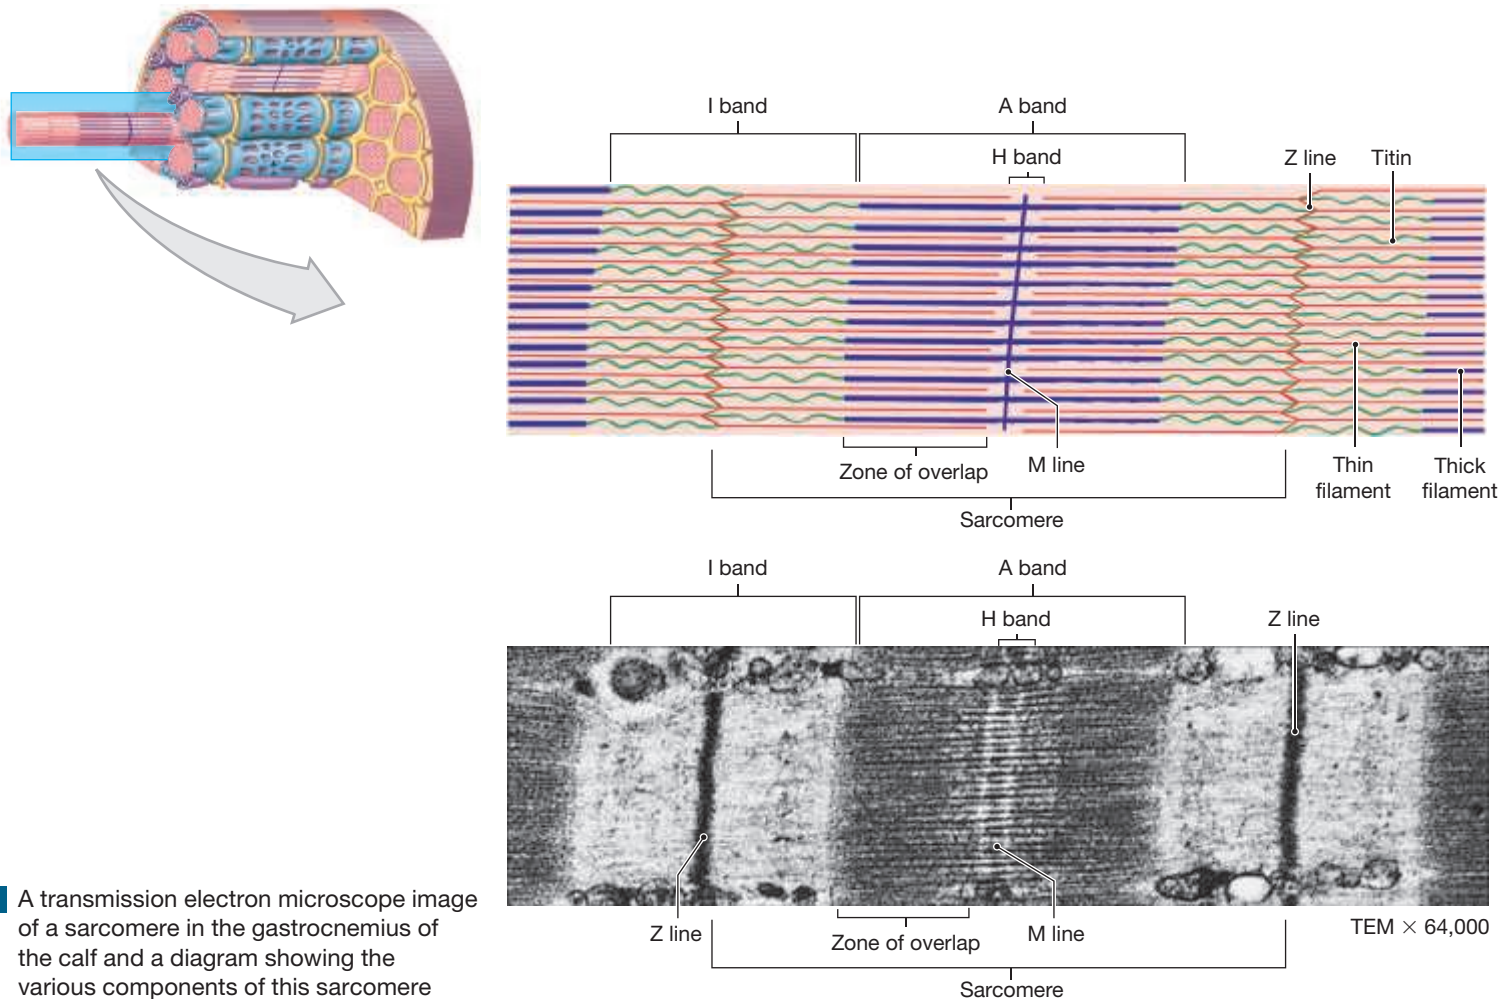 I band
A band
H band
Z line
Titin
Zone of overlap
M line
Thin
filament
Thick
filament
Sarcomere
I band
A band
H band
Z line
Z line
Zone of overlap
M line
TEM × 64,000
Sarcomere
A transmission electron microscope image
of a sarcomere in the gastrocnemius of
the calf and a diagram showing the
various components of this sarcomere